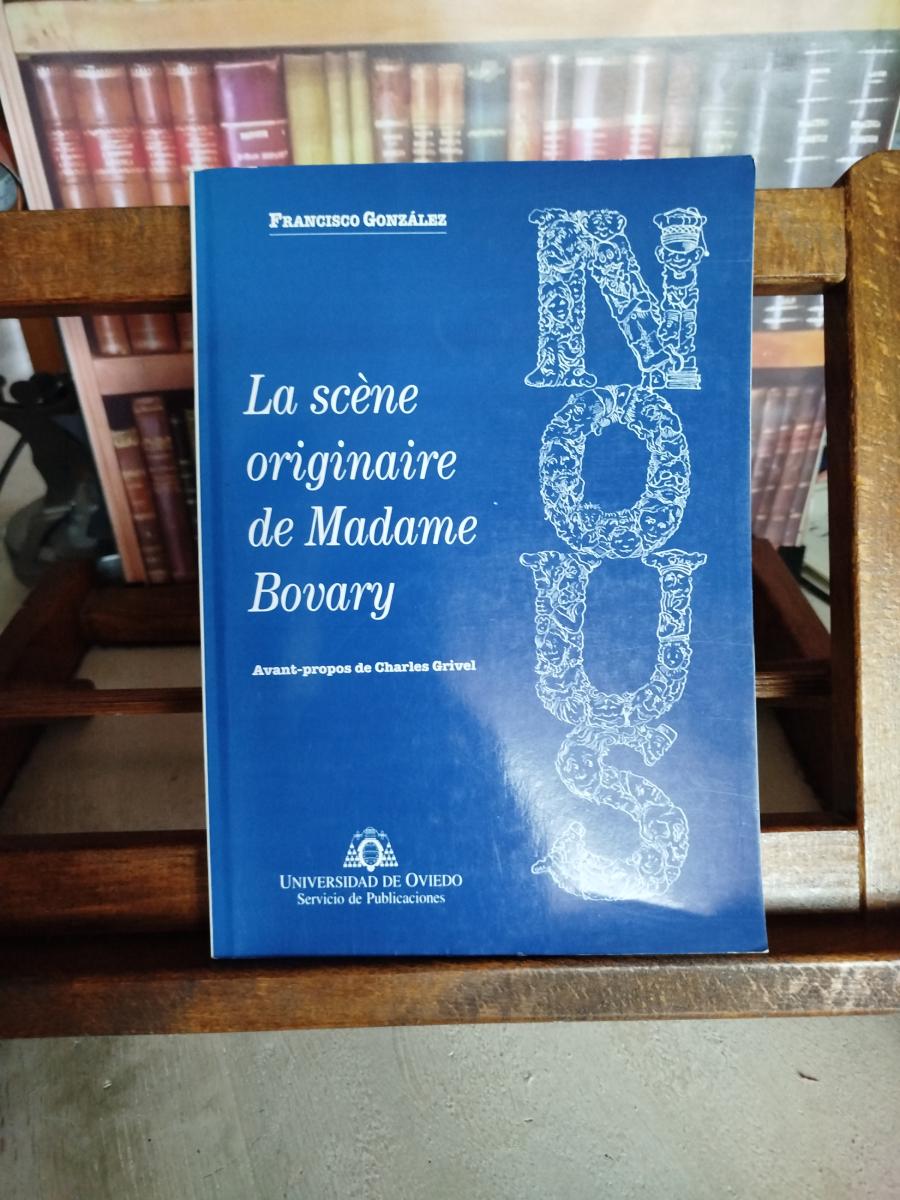 FRANCISCO GONZÁLEZ
La scène
originaire
de Madame
Bovary
Avant-propos de Charles Grivel
NOUS
UNIVERSIDAD DE OVIEDO
Servicio de Publicaciones